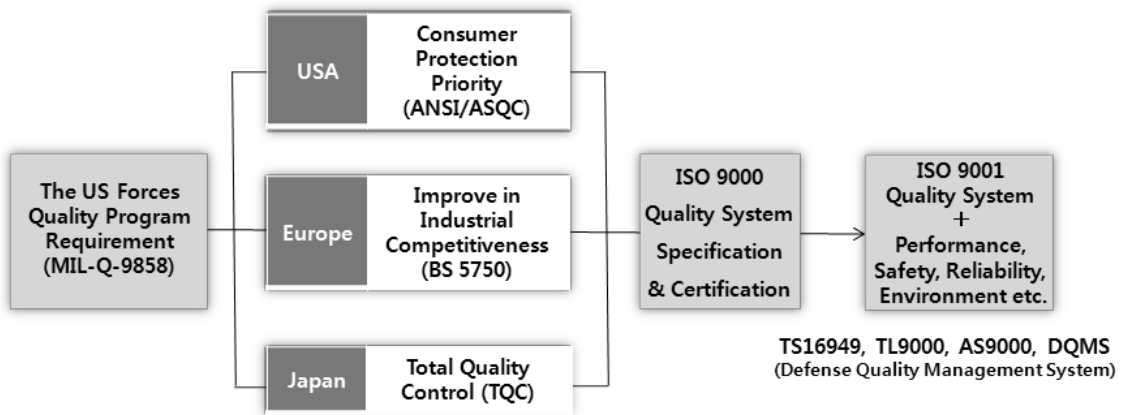 The US Forces
Quality Program
Requirement
(MIL-Q-9858)
USA
Consumer
Protection
Priority
(ANSI/ASQC)
Europe
Improve in
Industrial
Competitiveness
(BS 5750)
Japan
Total Quality
Control (TQC)
ISO 9000
Quality System
Specification
& Certification
ISO 9001
Quality System
+
Performance,
Safety, Reliability,
Environment etc.
TS16949, TL9000, AS9000, DQMS
(Defense Quality Management System)